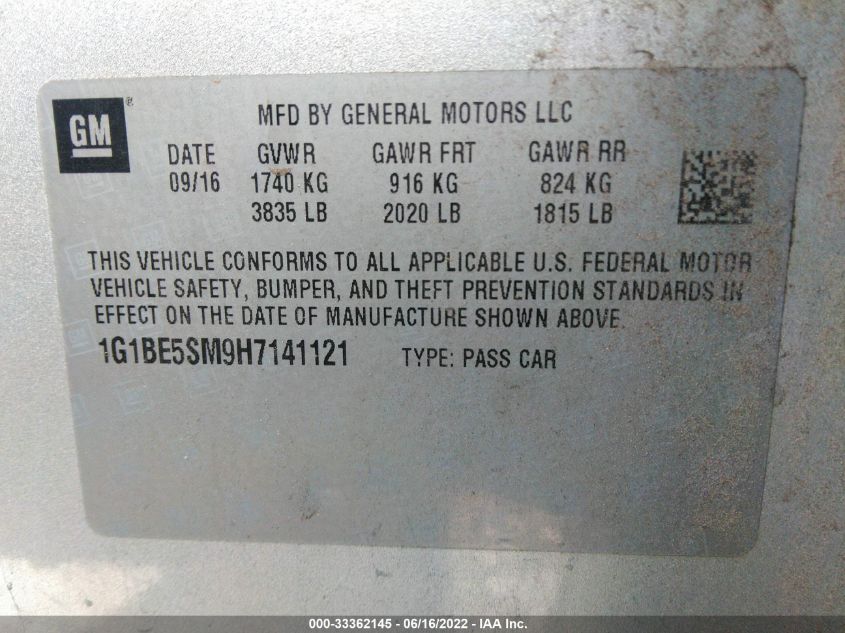 GM ®
MFD BY GENERAL MOTORS LLC
DATE GVWR GAWR FRT GAWR RR
09/16 1740 KG 916 KG 824 KG
3835 LB 2020 LB 1815 LB
THIS VEHICLE CONFORMS TO ALL APPLICABLE U.S. FEDERAL MOTOR
VEHICLE SAFETY, BUMPER, AND THEFT PREVENTION STANDARDS IN
EFFECT ON THE DATE OF MANUFACTURE SHOWN ABOVE.
1G1BE5SM9H7141121 TYPE: PASS CAR
000-33362145 - 06/16/2022 - IAA Inc.